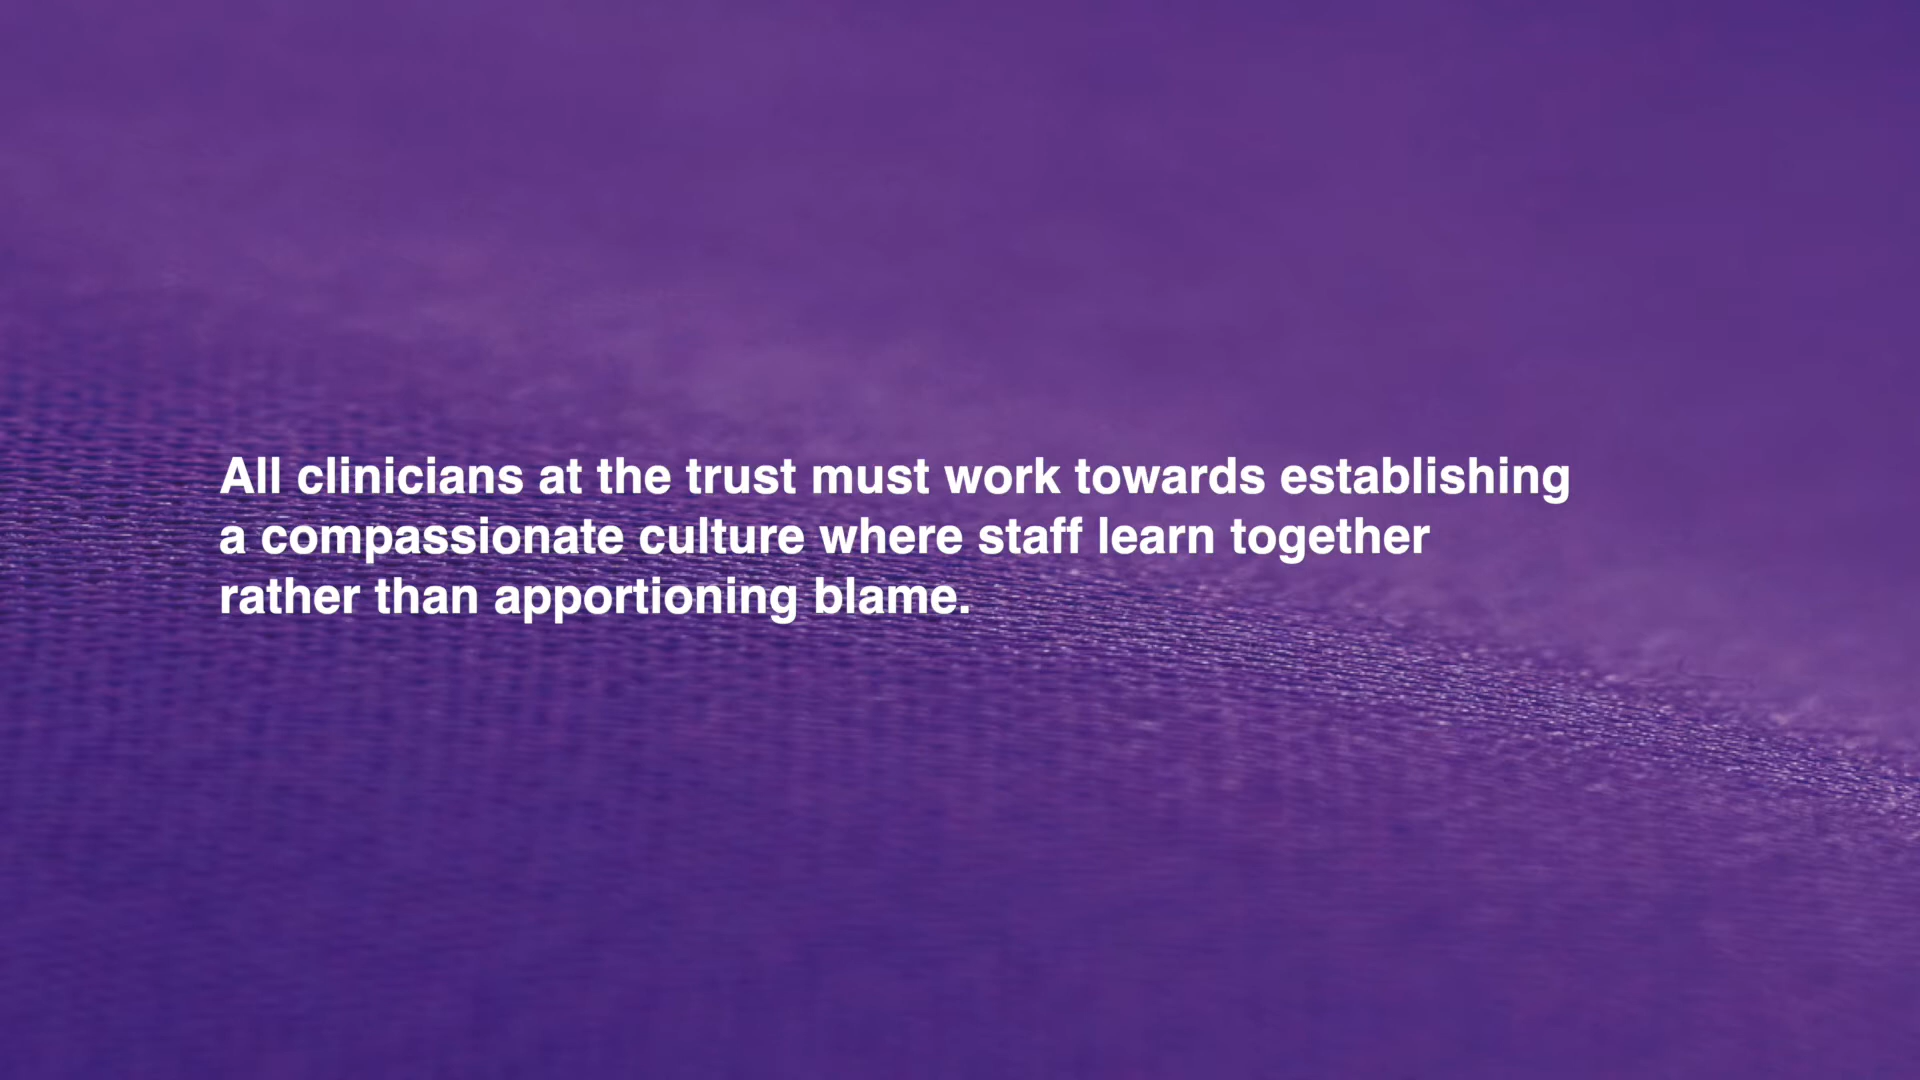 All clinicians at the trust must work towards establishing
a compassionate culture where staff learn together
rather than apportioning blame.